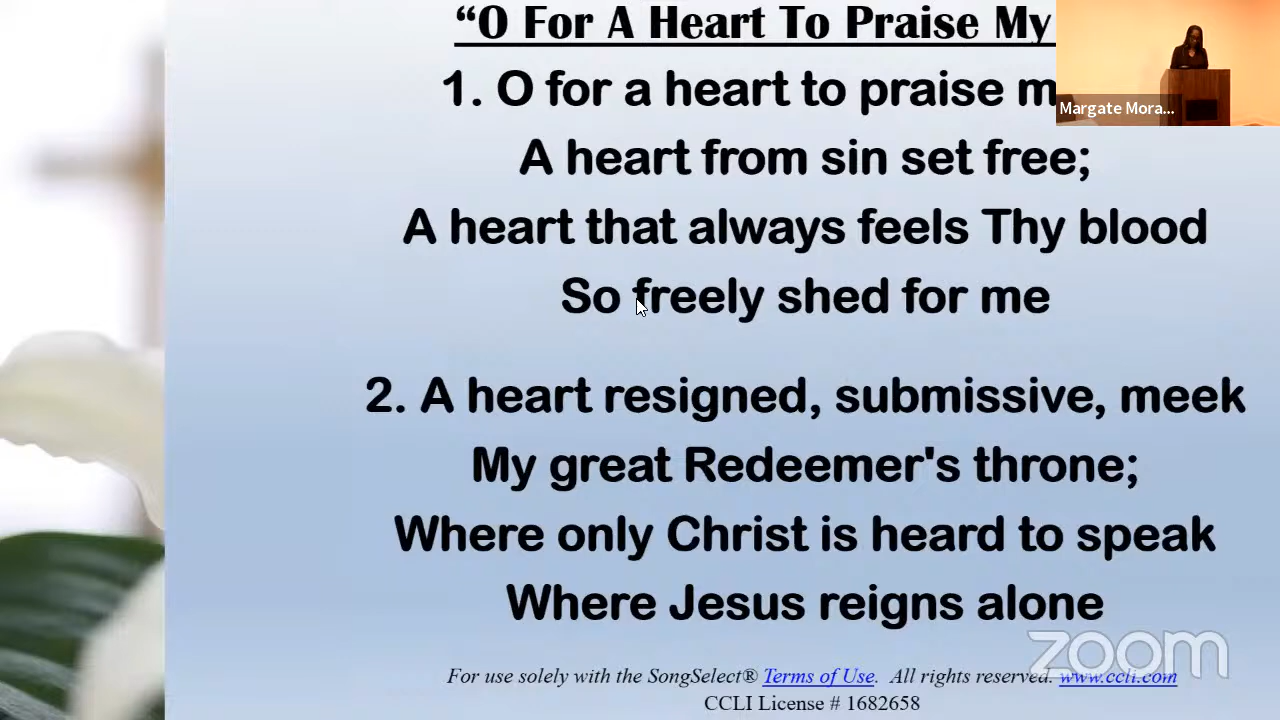 “O For A Heart To Praise My
1. O for a heart to praise m
A heart from sin set free;
A heart that always feels Thy blood
So freely shed for me
2. A heart resigned, submissive, meek
My great Redeemer's throne;
Where only Christ is heard to speak
Where Jesus reigns alone
For use solely with the SongSelect® Terms of Use. All rights reserved. www.ccli.com
CCLI License # 1682658
Margate Mora...
zoom